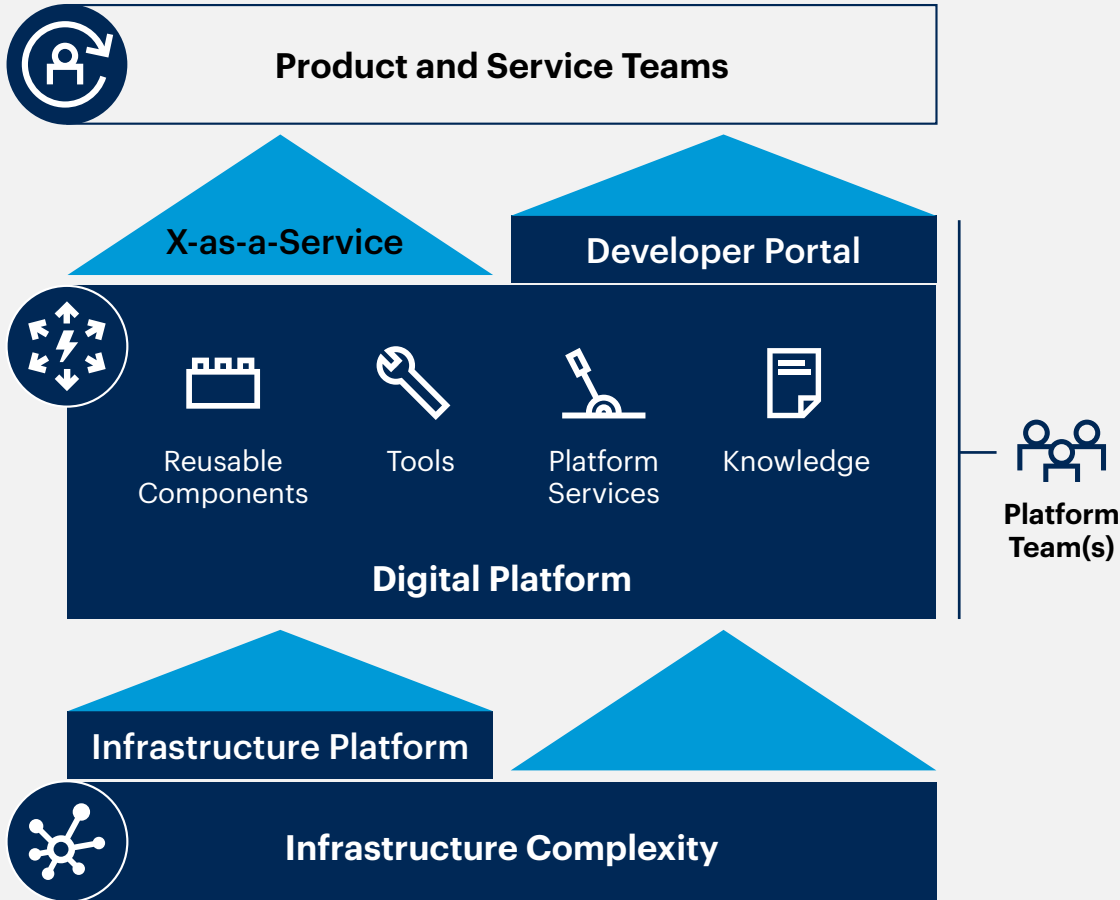 Product and Service Teams
X-as-a-Service
Developer Portal
Reusable
Components
Tools
Platform
Services
Knowledge
Digital Platform
Platform
Team(s)
Infrastructure Platform
Infrastructure Complexity